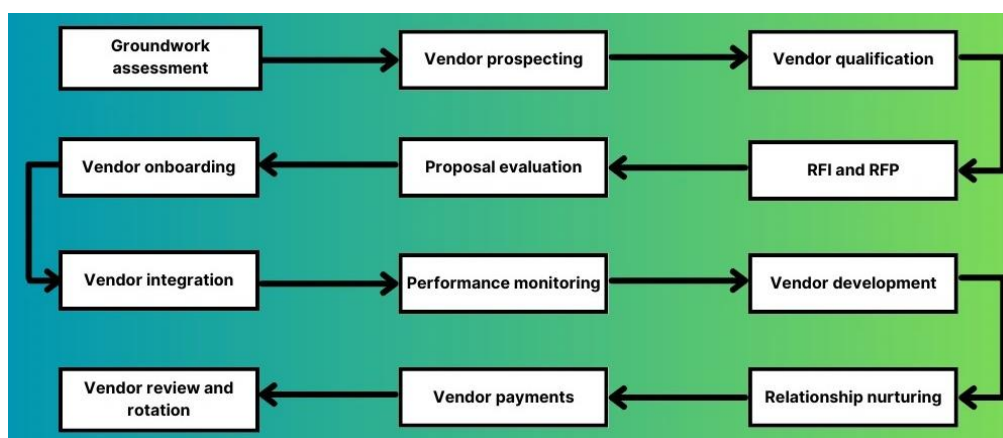 Groundwork
assessment
Vendor prospecting
Vendor qualification
RFI and RFP
Proposal evaluation
Vendor onboarding
Vendor integration
Performance monitoring
Vendor development
Relationship nurturing
Vendor payments
Vendor review and
rotation